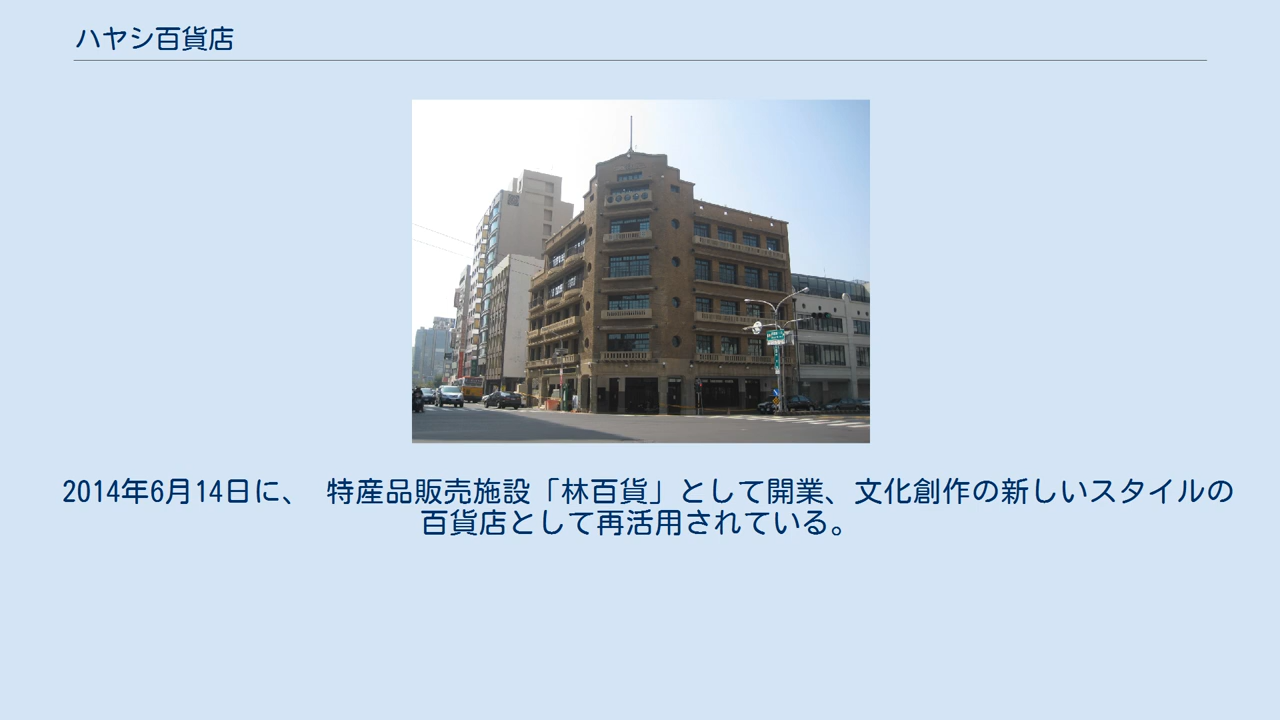 ハヤシ百貨店
2014年6月14日に、 特産品販売施設「林百貨」として開業、文化創作の新しいスタイルの
百貨店として再活用されている。